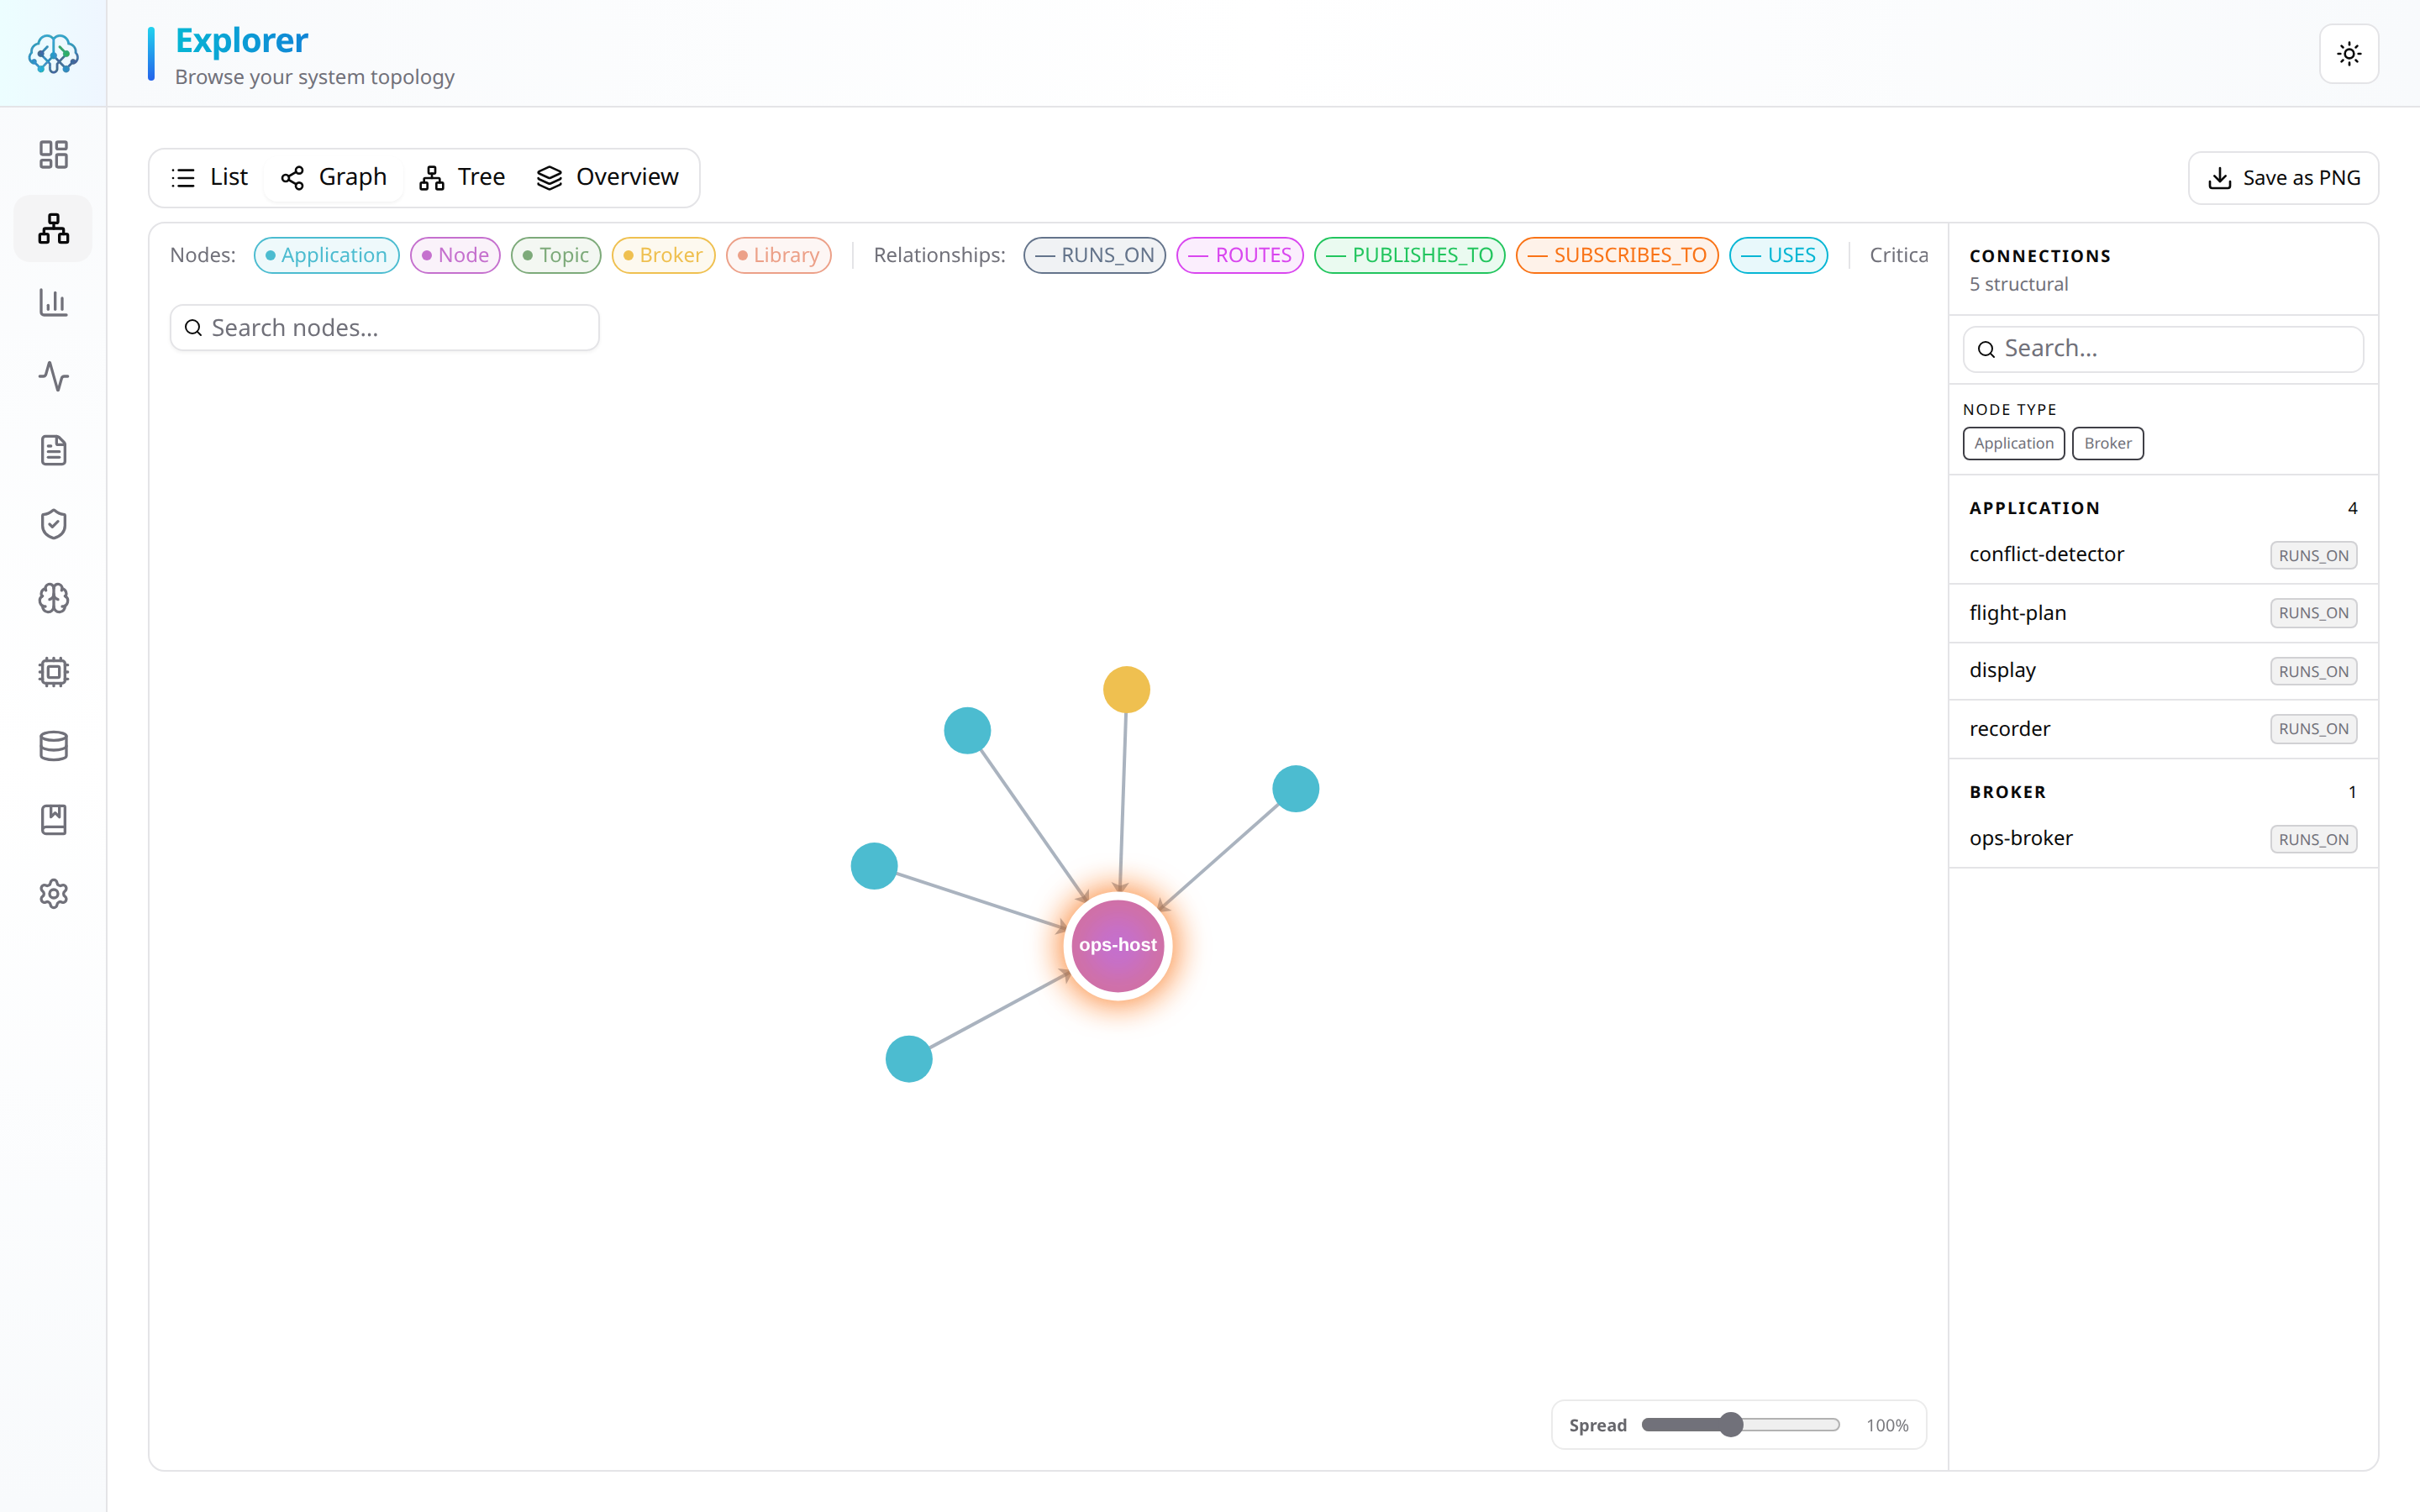 Explorer
Browse your system topology
List Graph Tree Overview
Save as PNG
Nodes: Application Node Topic Broker Library Relationships: — RUNS_ON — ROUTES — PUBLISHES_TO — SUBSCRIBES_TO — USES Critica
Search nodes...
ops-host
Spread 100%
CONNECTIONS
5 structural
Search...
NODE TYPE
Application Broker
APPLICATION 4
conflict-detector RUNS_ON
flight-plan RUNS_ON
display RUNS_ON
recorder RUNS_ON
BROKER 1
ops-broker RUNS_ON